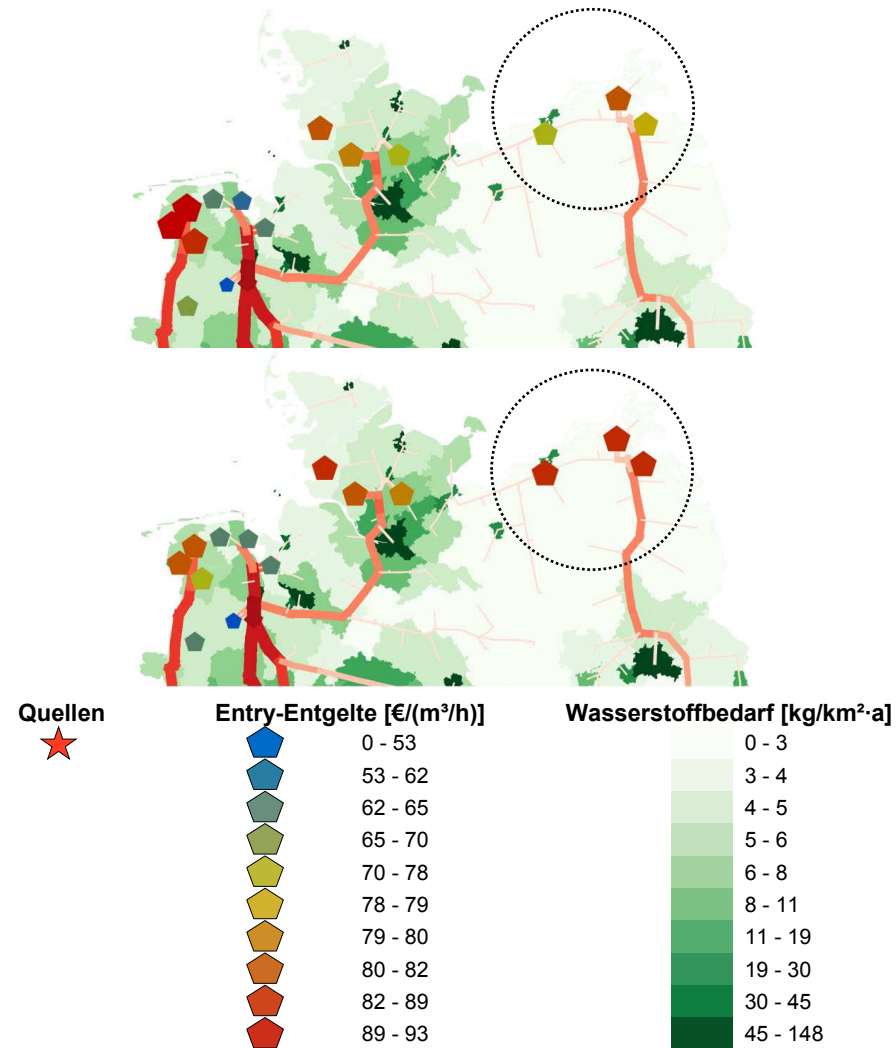 Quellen Entry-Entgelte [€/(m³/h)] Wasserstoffbedarf [kg/km²·a]
0 - 53 0 - 3
53 - 62 3 - 4
62 - 65 4 - 5
65 - 70 5 - 6
70 - 78 6 - 8
78 - 79 8 - 11
79 - 80 11 - 19
80 - 82 19 - 30
82 - 89 30 - 45
89 - 93 45 - 148